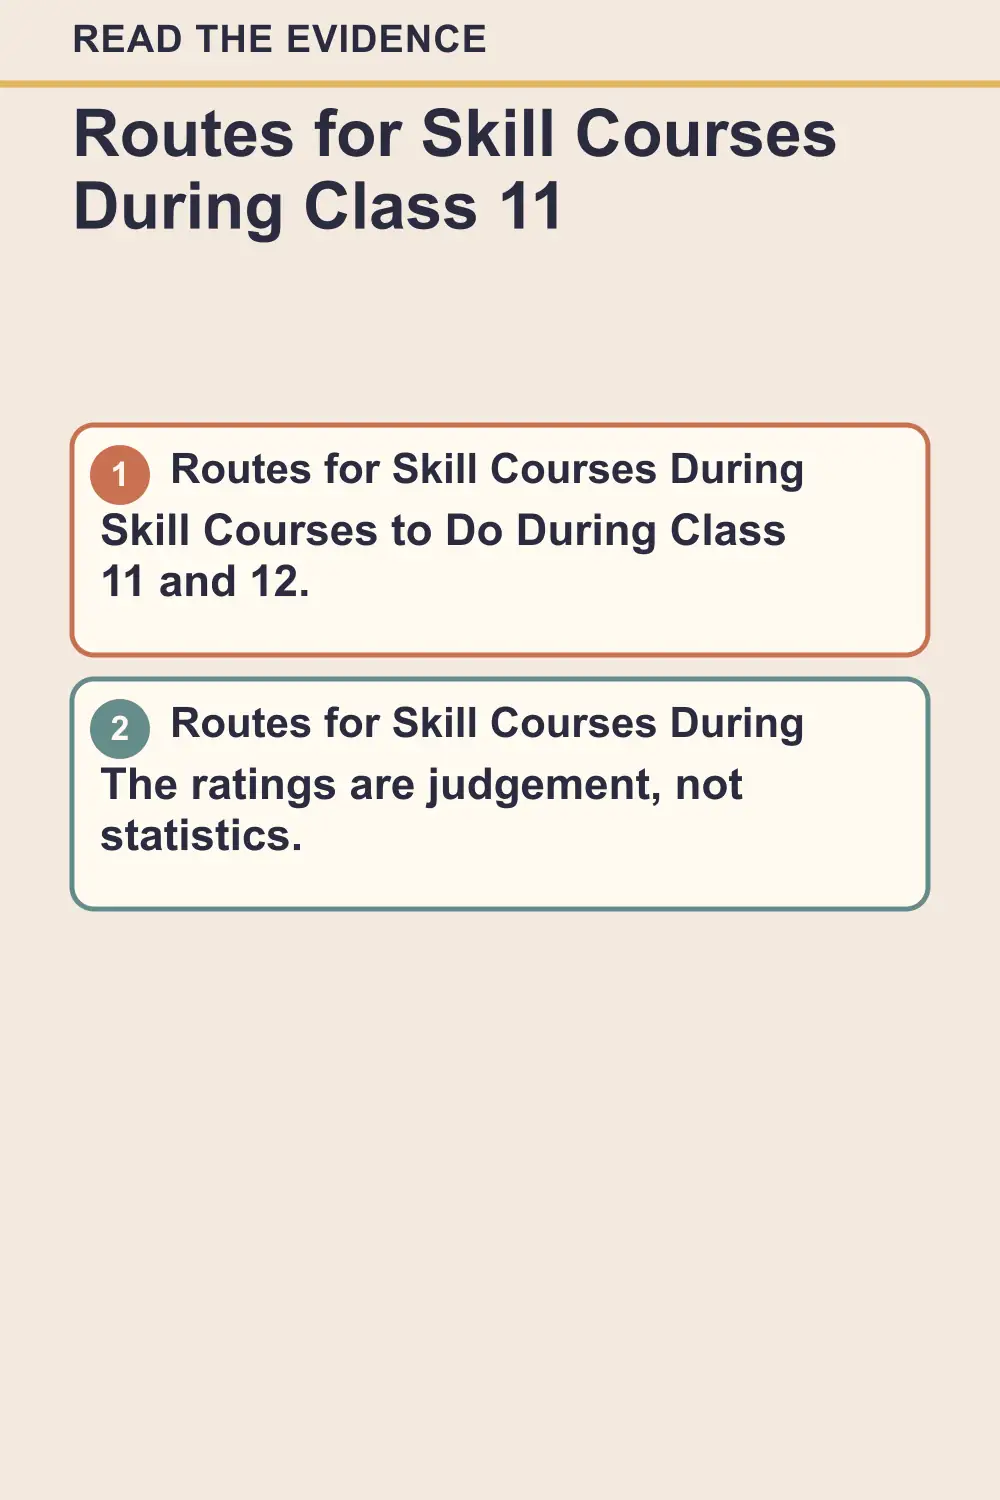 READ THE EVIDENCE
Routes for Skill Courses
During Class 11
1
Routes for Skill Courses During
Skill Courses to Do During Class
11 and 12.
2
Routes for Skill Courses During
The ratings are judgement, not
statistics.